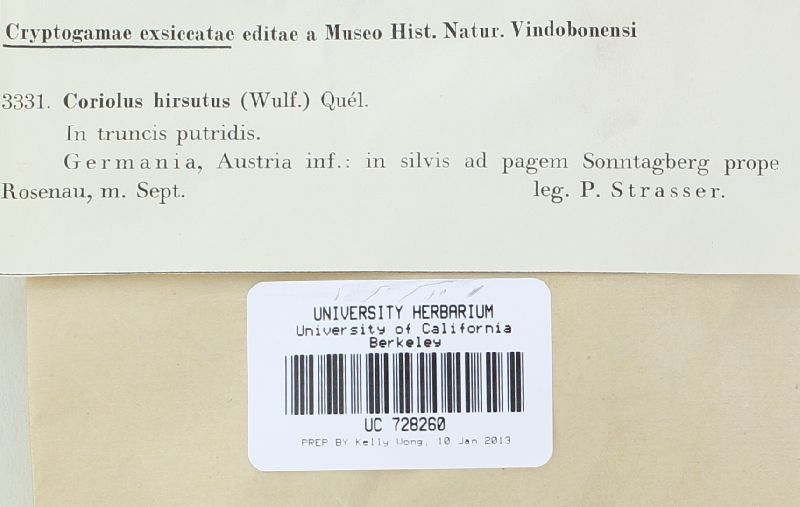 Cryptogamae exsiccatae editae a Museo Hist. Natur. Vindobonensi
3331. Coriolus hirsutus (Wulf.) Quél.
In truncis putridis.
Germania, Austria inf.: in silvis ad pagem Sonntagberg prope
Rosenau, m. Sept. leg. P. Strasser.
UNIVERSITY HERBARIUM
University of California
Berkeley
UC 728260
PREP BY Kelly Wong, 10 Jan 2013